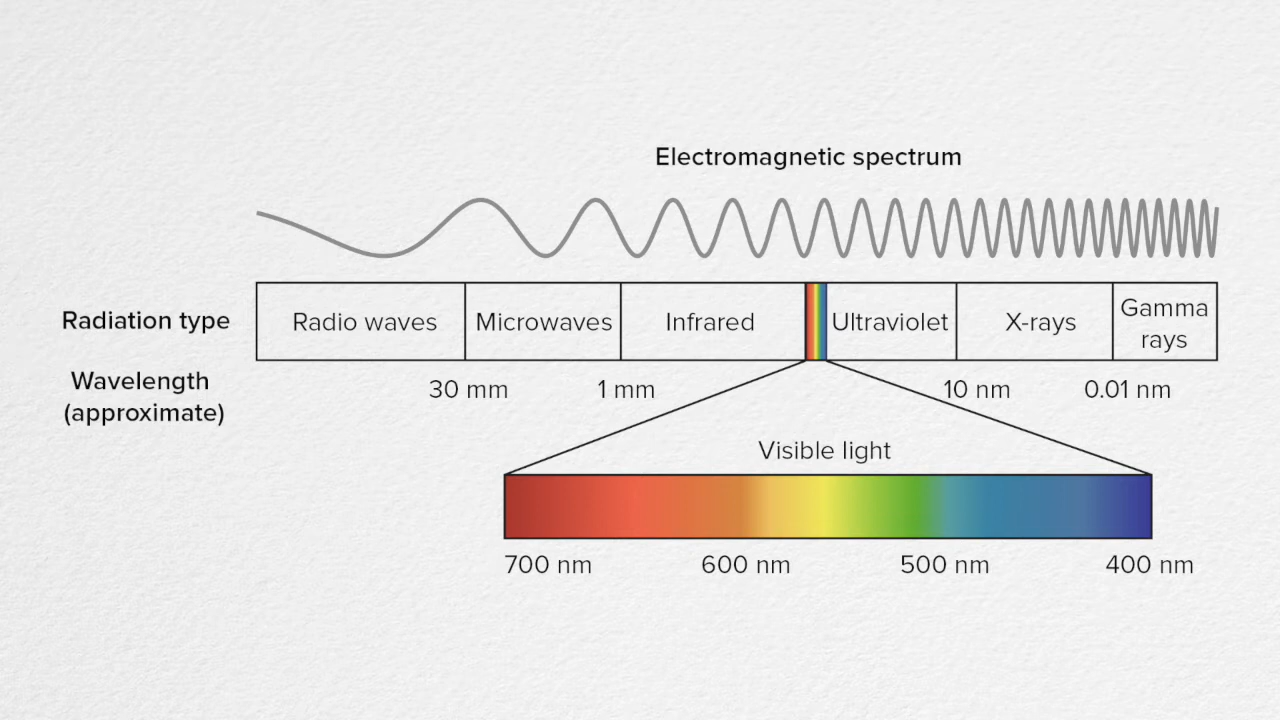 Electromagnetic spectrum
Radiation type
Radio waves
Microwaves
Infrared
Ultraviolet
X-rays
Gamma
rays
Wavelength
(approximate)
30 mm
1 mm
10 nm
0.01 nm
Visible light
700 nm
600 nm
500 nm
400 nm